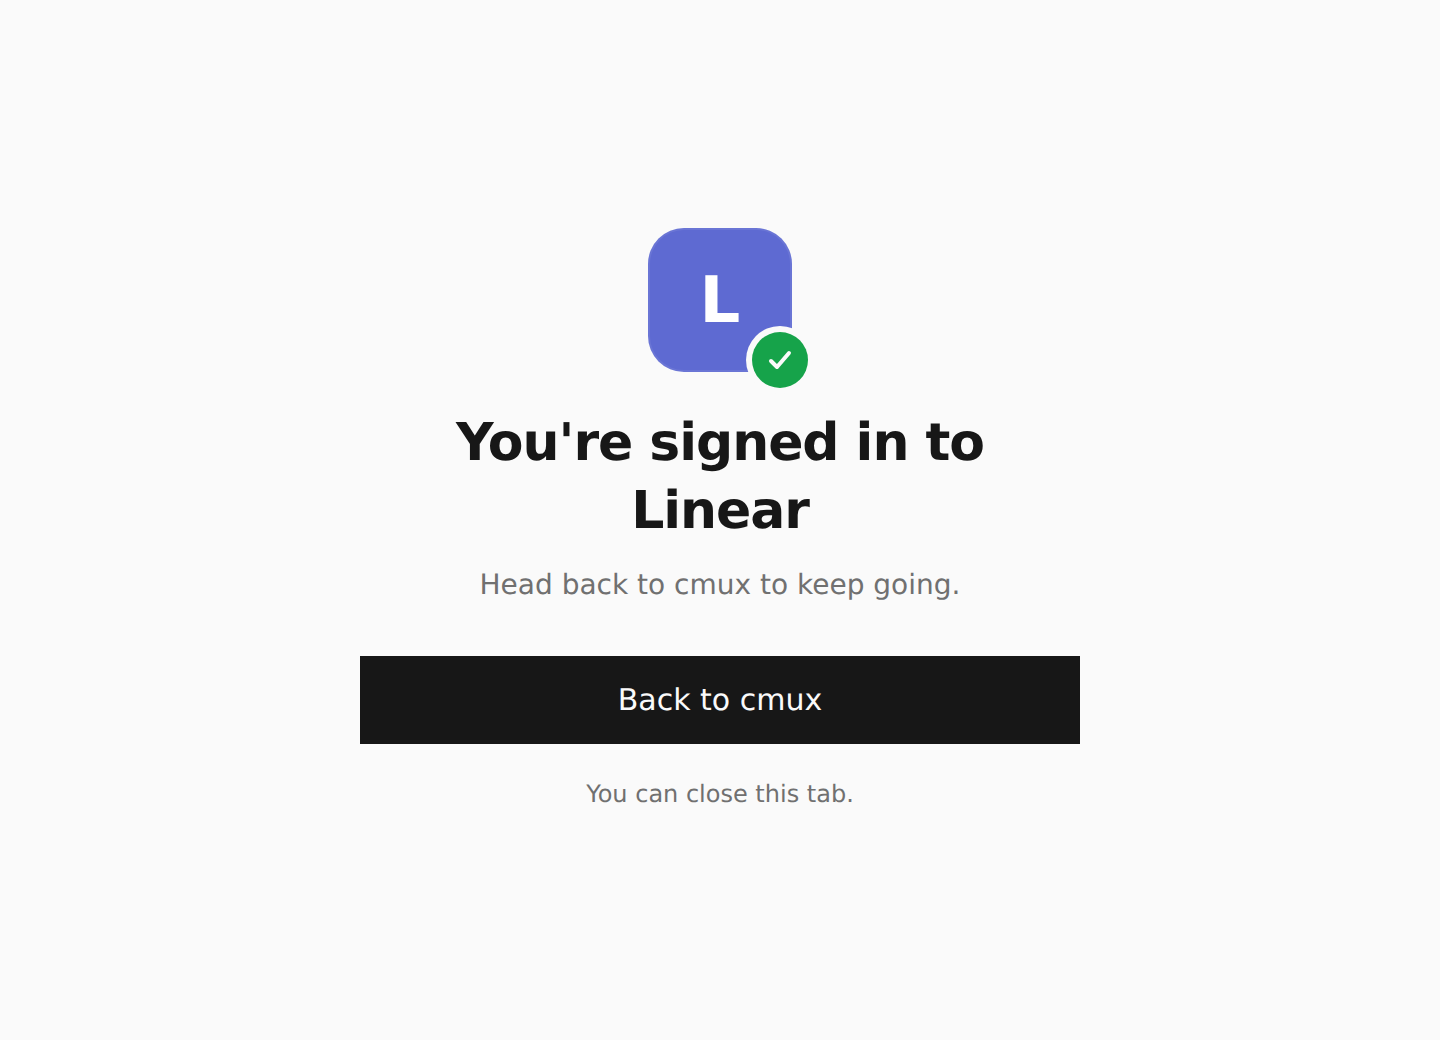 L
You're signed in to
Linear
Head back to cmux to keep going.
Back to cmux
You can close this tab.